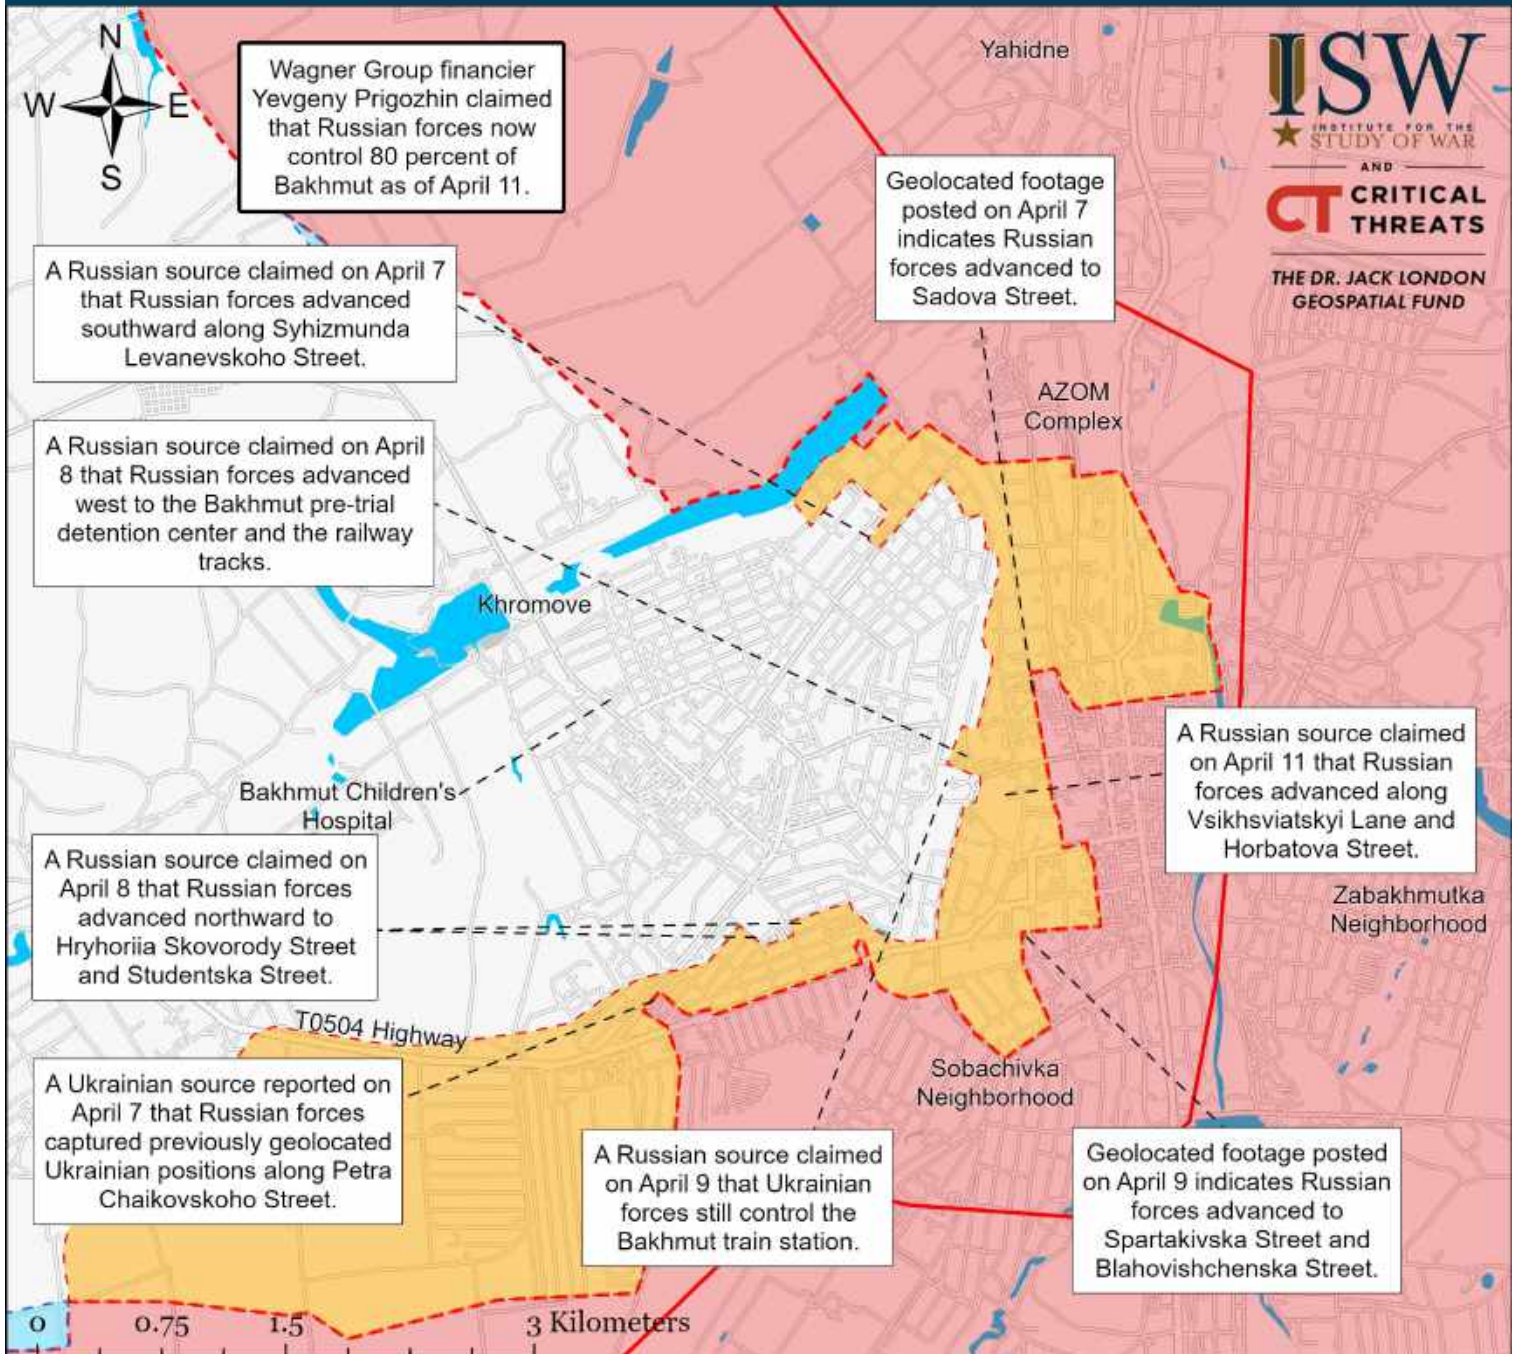 N
W
E
S
Wagner Group financier
Yevgeny Prigozhin claimed
that Russian forces now
control 80 percent of
Bakhmut as of April 11.
Yahidne
ISW
INSTITUTE FOR THE
STUDY OF WAR
AND
CT CRITICAL
THREATS
THE DR. JACK LONDON
GEOSPATIAL FUND
Geolocated footage
posted on April 7
indicates Russian
forces advanced to
Sadova Street.
A Russian source claimed on April 7
that Russian forces advanced
southward along Syhizmunda
Levanevskoho Street.
AZOM
Complex
A Russian source claimed on April
8 that Russian forces advanced
west to the Bakhmut pre-trial
detention center and the railway
tracks.
Khromove
A Russian source claimed
on April 11 that Russian
forces advanced along
Vsikhsviatskyi Lane and
Horbatova Street.
Bakhmut Children's
Hospital
A Russian source claimed on
April 8 that Russian forces
advanced northward to
Hryhoriia Skovorody Street
and Studentska Street.
Zabakhmutka
Neighborhood
T0504 Highway
A Ukrainian source reported on
April 7 that Russian forces
captured previously geolocated
Ukrainian positions along Petra
Chaikovskoho Street.
Sobachivka
Neighborhood
A Russian source claimed
on April 9 that Ukrainian
forces still control the
Bakhmut train station.
Geolocated footage posted
on April 9 indicates Russian
forces advanced to
Spartakivska Street and
Blahovishchenska Street.
0 0.75 1.5 3 Kilometers